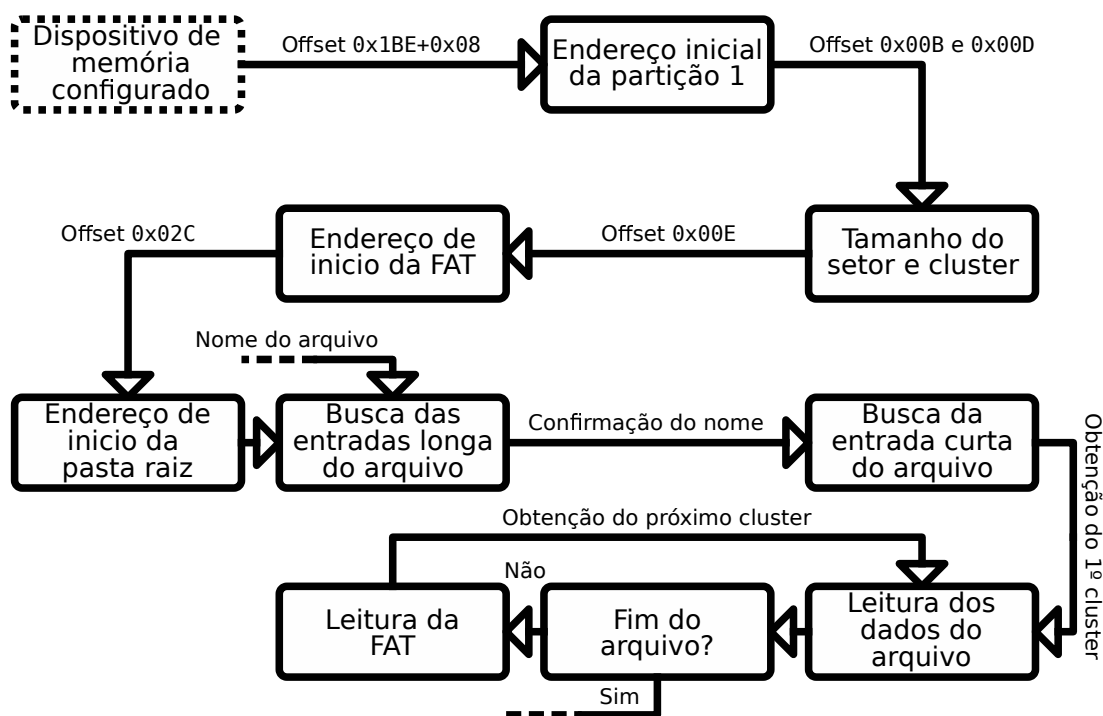 Dispositivo de
memória
configurado
Offset 0x1BE+0x08
Endereço inicial
da partição 1
Offset 0x00B e 0x00D
Tamanho do
setor e cluster
Offset 0x00E
Endereço de
inicio da FAT
Offset 0x02C
Endereço de
inicio da
pasta raiz
Nome do arquivo
Busca das
entradas longa
do arquivo
Confirmação do nome
Busca da
entrada curta
do arquivo
Obtenção do 1º cluster
Leitura dos
dados do
arquivo
Fim do
arquivo?
Não
Leitura da
FAT
Obtenção do próximo cluster
Sim